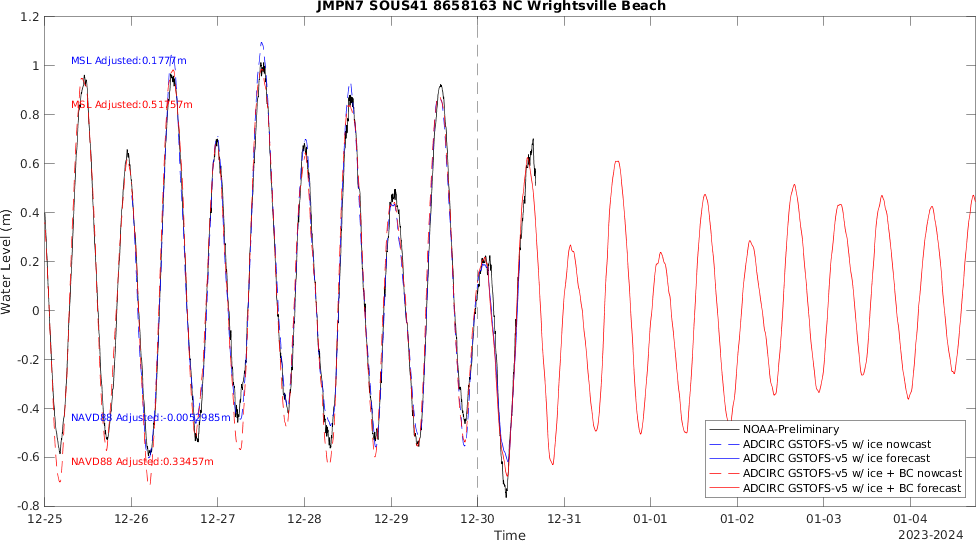 JMPN7 SOUS41 8658163 NC Wrightsville Beach
1.2
1
0.8
0.6
0.4
0.2
0
-0.2
-0.4
-0.6
-0.8
Water Level (m)
MSL Adjusted:0.1777m
MSL Adjusted:0.51757m
NAVD88 Adjusted:-0.0052985m
NAVD88 Adjusted:0.33457m
NOAA-Preliminary
ADCIRC GSTOFS-v5 w/ ice nowcast
ADCIRC GSTOFS-v5 w/ ice forecast
ADCIRC GSTOFS-v5 w/ ice + BC nowcast
ADCIRC GSTOFS-v5 w/ ice + BC forecast
12-25 12-26 12-27 12-28 12-29 12-30 12-31 01-01 01-02 01-03 01-04
Time
2023-2024